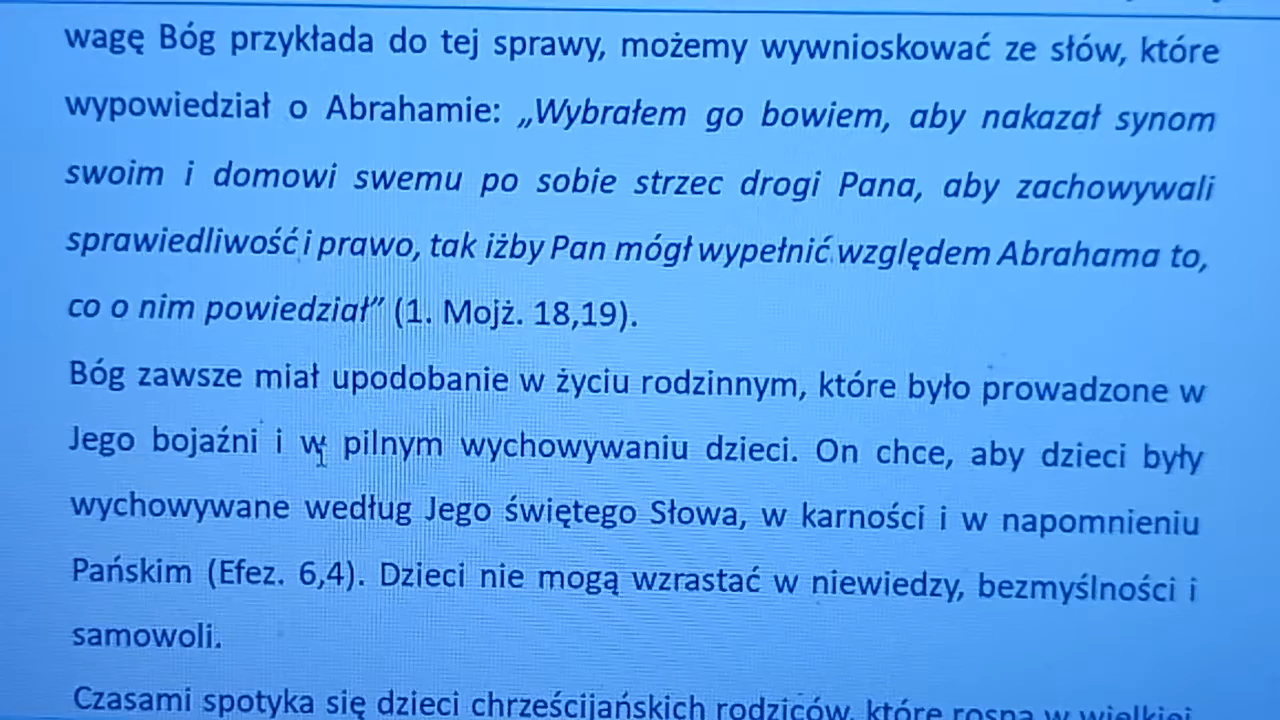 wagę Bóg przykłada do tej sprawy, możemy wywnioskować ze słów, które
wypowiedział o Abrahamie: „Wybrałem go bowiem, aby nakazał synom
swoim i domowi swemu po sobie strzec drogi Pana, aby zachowywali
sprawiedliwość i prawo, tak iżby Pan mógł wypełnić względem Abrahama to,
co o nim powiedział” (1. Mojż. 18,19).
Bóg zawsze miał upodobanie w życiu rodzinnym, które było prowadzone w
Jego bojaźni i w pilnym wychowywaniu dzieci. On chce, aby dzieci były
wychowywane według Jego świętego Słowa, w karności i w napomnieniu
Pańskim (Efez. 6,4). Dzieci nie mogą wzrastać w niewiedzy, bezmyślności i
samowoli.
Czasami spotyka się dzieci chrześcijańskich rodziców, które rosną w wielkiej